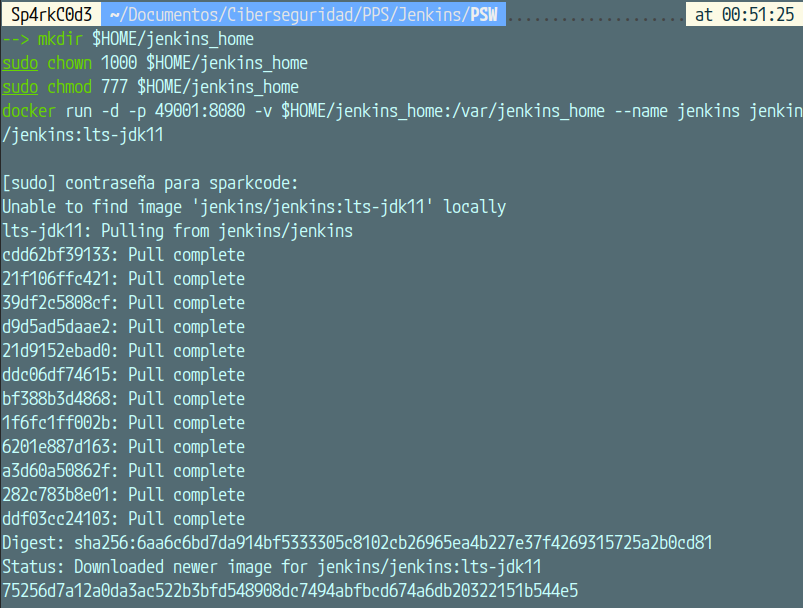 Sp4rkC0d3 ~/Documentos/Ciberseguridad/PPS/Jenkins/PSW at 00:51:25
--> mkdir $HOME/jenkins_home
sudo chown 1000 $HOME/jenkins_home
sudo chmod 777 $HOME/jenkins_home
docker run -d -p 49001:8080 -v $HOME/jenkins_home:/var/jenkins_home --name jenkins jenkin
/jenkins:lts-jdk11
[sudo] contraseña para sparkcode:
Unable to find image 'jenkins/jenkins:lts-jdk11' locally
lts-jdk11: Pulling from jenkins/jenkins
cdd62bf39133: Pull complete
21f106ffc421: Pull complete
39df2c5808cf: Pull complete
d9d5ad5daae2: Pull complete
21d9152ebad0: Pull complete
ddc06df74615: Pull complete
bf388b3d4868: Pull complete
1f6fc1ff002b: Pull complete
6201e887d163: Pull complete
a3d60a50862f: Pull complete
282c783b8e01: Pull complete
ddf03cc24103: Pull complete
Digest: sha256:6aa6c6bd7da914bf5333305c8102cb26965ea4b227e37f4269315725a2b0cd81
Status: Downloaded newer image for jenkins/jenkins:lts-jdk11
75256d7a12a0da3ac522b3bfd548908dc7494abfbcd674a6db20322151b544e5